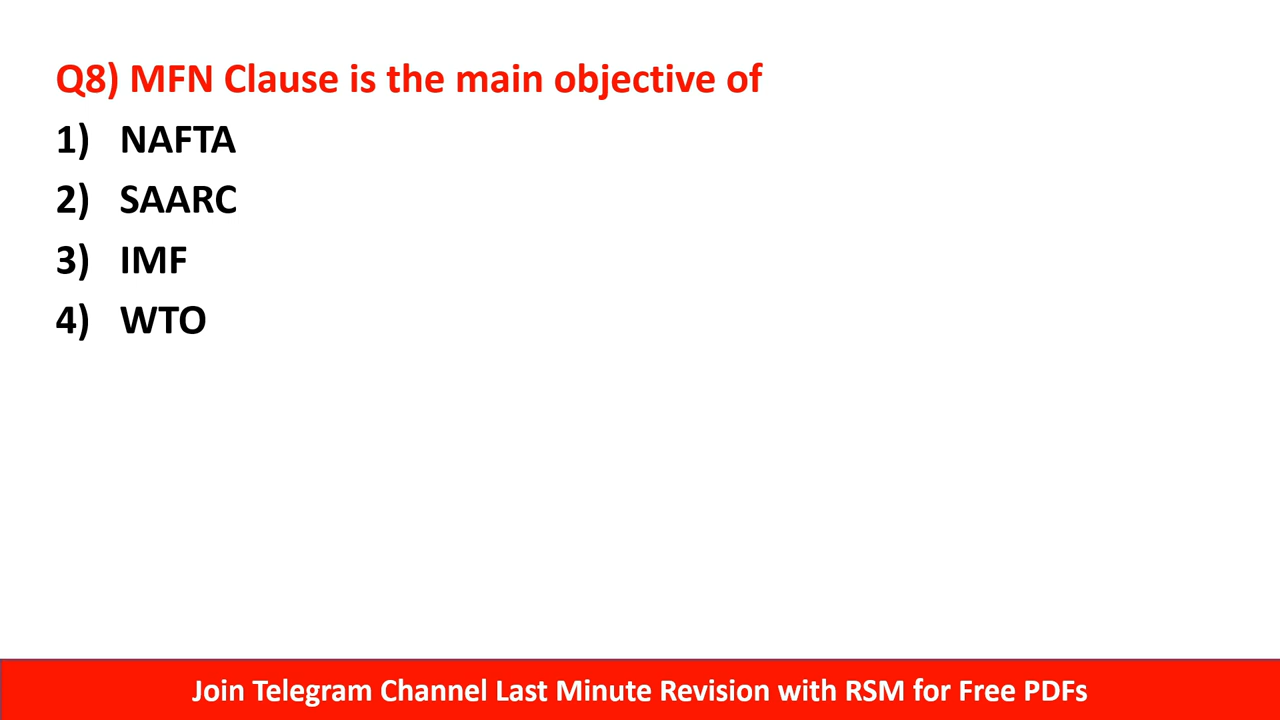 Q8) MFN Clause is the main objective of
1) NAFTA
2) SAARC
3) IMF
4) WTO
Join Telegram Channel Last Minute Revision with RSM for Free PDFs